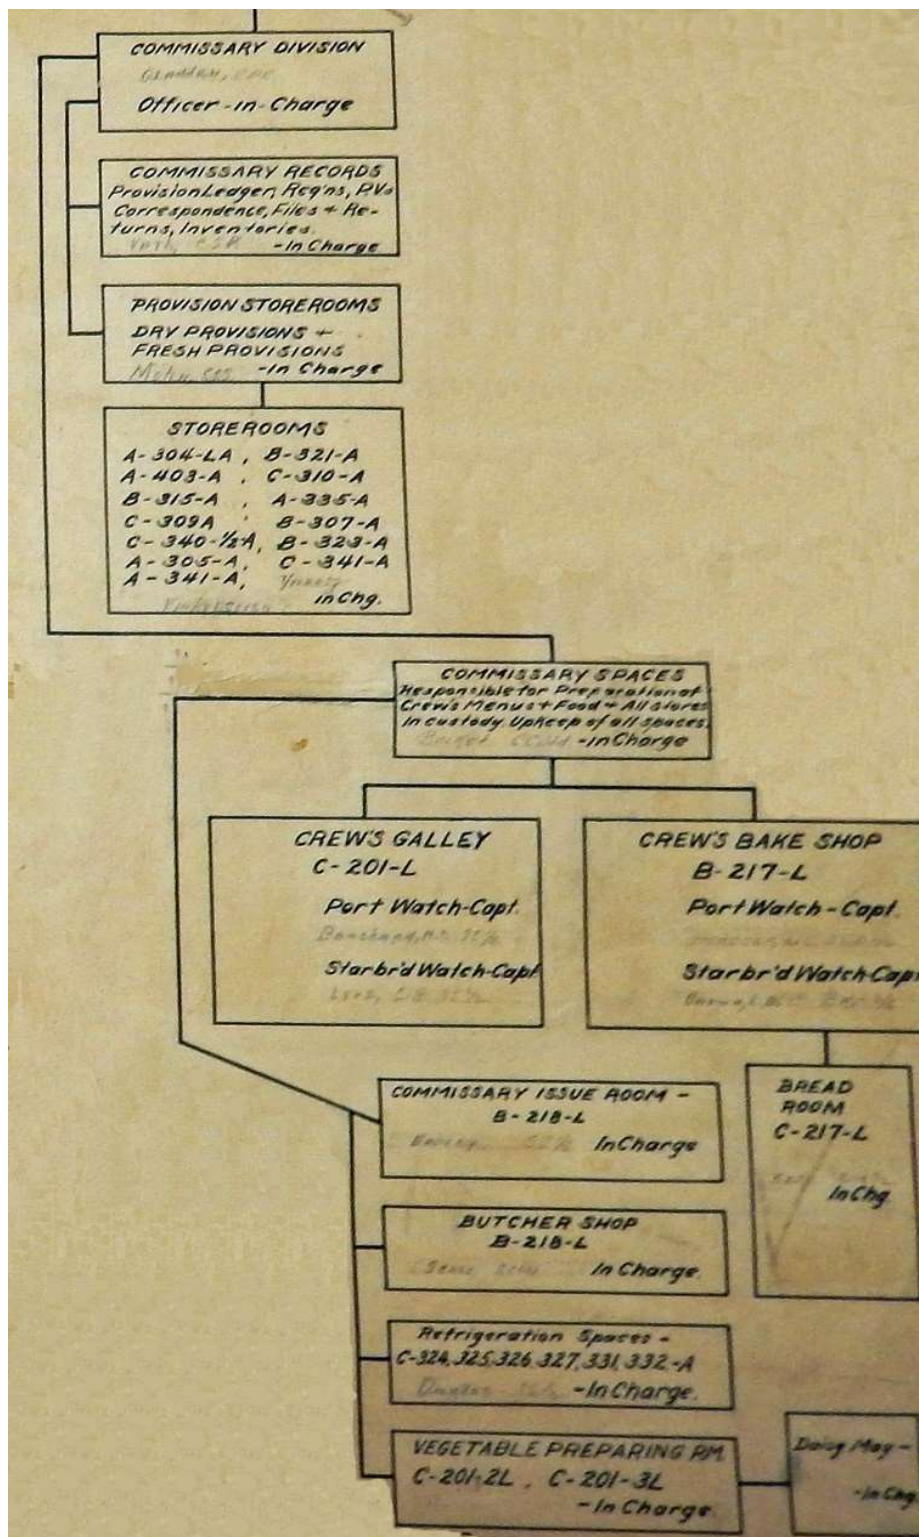 COMMISSARY DIVISION
Officer-in-Charge
COMMISSARY RECORDS
Provision Ledger, Req'ns, P.V.s
Correspondence, Files + Re-
turns, Inventories.
-In Charge
PROVISION STOREROOMS
DRY PROVISIONS +
FRESH PROVISIONS
-In Charge
STOREROOMS
A-304-LA, B-321-A
A-403-A, C-310-A
B-315-A, A-335-A
C-309A B-307-A
C-340-1/2A, B-323-A
A-305-A, C-341-A
A-341-A,
in Chg.
COMMISSARY SPACES
Responsible for Preparation of
Crew's Menus + Food + All stores
in custody Upkeep of all spaces.
-in Charge
CREW'S GALLEY
C-201-L
Port Watch-Capt.
Starbr'd Watch-Capt
CREW'S BAKE SHOP
B-217-L
Port Watch-Capt.
Starbr'd Watch-Capt
COMMISSARY ISSUE ROOM -
B-218-L
In Charge
BREAD
ROOM
C-217-L
In Chg.
BUTCHER SHOP
B-218-L
In Charge.
Refrigeration Spaces -
C-324, 325, 326, 327, 331, 332-A
-In Charge.
VEGETABLE PREPARING RM.
C-201-2L, C-201-3L
-In Charge.
-in Chg.